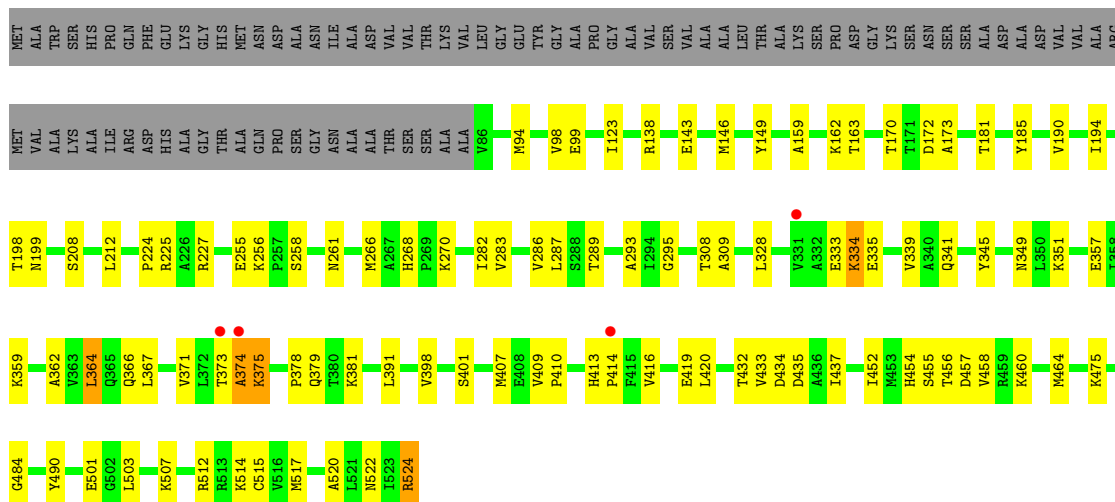 MET ALA TRP SER HIS PRO GLN PHE GLU LYS GLY HIS MET ASN ASP ALA ASN ILE ALA ASP VAL VAL THR LYS VAL LEU GLY GLU TYR GLY ALA PRO GLY ALA VAL SER VAL ALA ALA LEU THR ALA LYS SER PRO ASP GLY LYS SER ASN SER SER ALA ASP ALA ASP VAL VAL ALA ARG
MET VAL ALA LYS ALA ILE ARG ASP HIS ALA GLY THR ALA GLN PRO SER GLY ASN ALA ALA THR SER SER ALA ALA V86 M94 V98 E99 I123 R138 E143 M146 Y149 A159 K162 T163 T170 T171 D172 A173 T181 Y185 V190 I194
T198 N199 S208 L212 P224 R225 A226 R227 E255 K256 P257 S258 N261 M266 A267 H268 P269 K270 I282 V283 V286 L287 S288 T289 A293 I294 G295 T308 A309 L328 V331 A332 E333 K334 E335 V339 A340 Q341 Y345 N349 L350 K351 E357 I358
K359 A362 V363 L364 Q365 Q366 L367 V371 L372 T373 A374 K375 P378 Q379 T380 K381 L391 V398 S401 M407 E408 V409 P410 H413 P414 F415 V416 E419 L420 T432 V433 D434 D435 A436 I437 I452 M453 H454 S455 T456 D457 V458 R459 K460 M464 K475
G484 Y490 E501 G502 L503 K507 R512 R513 K514 C515 V516 M517 A520 L521 N522 I523 R524